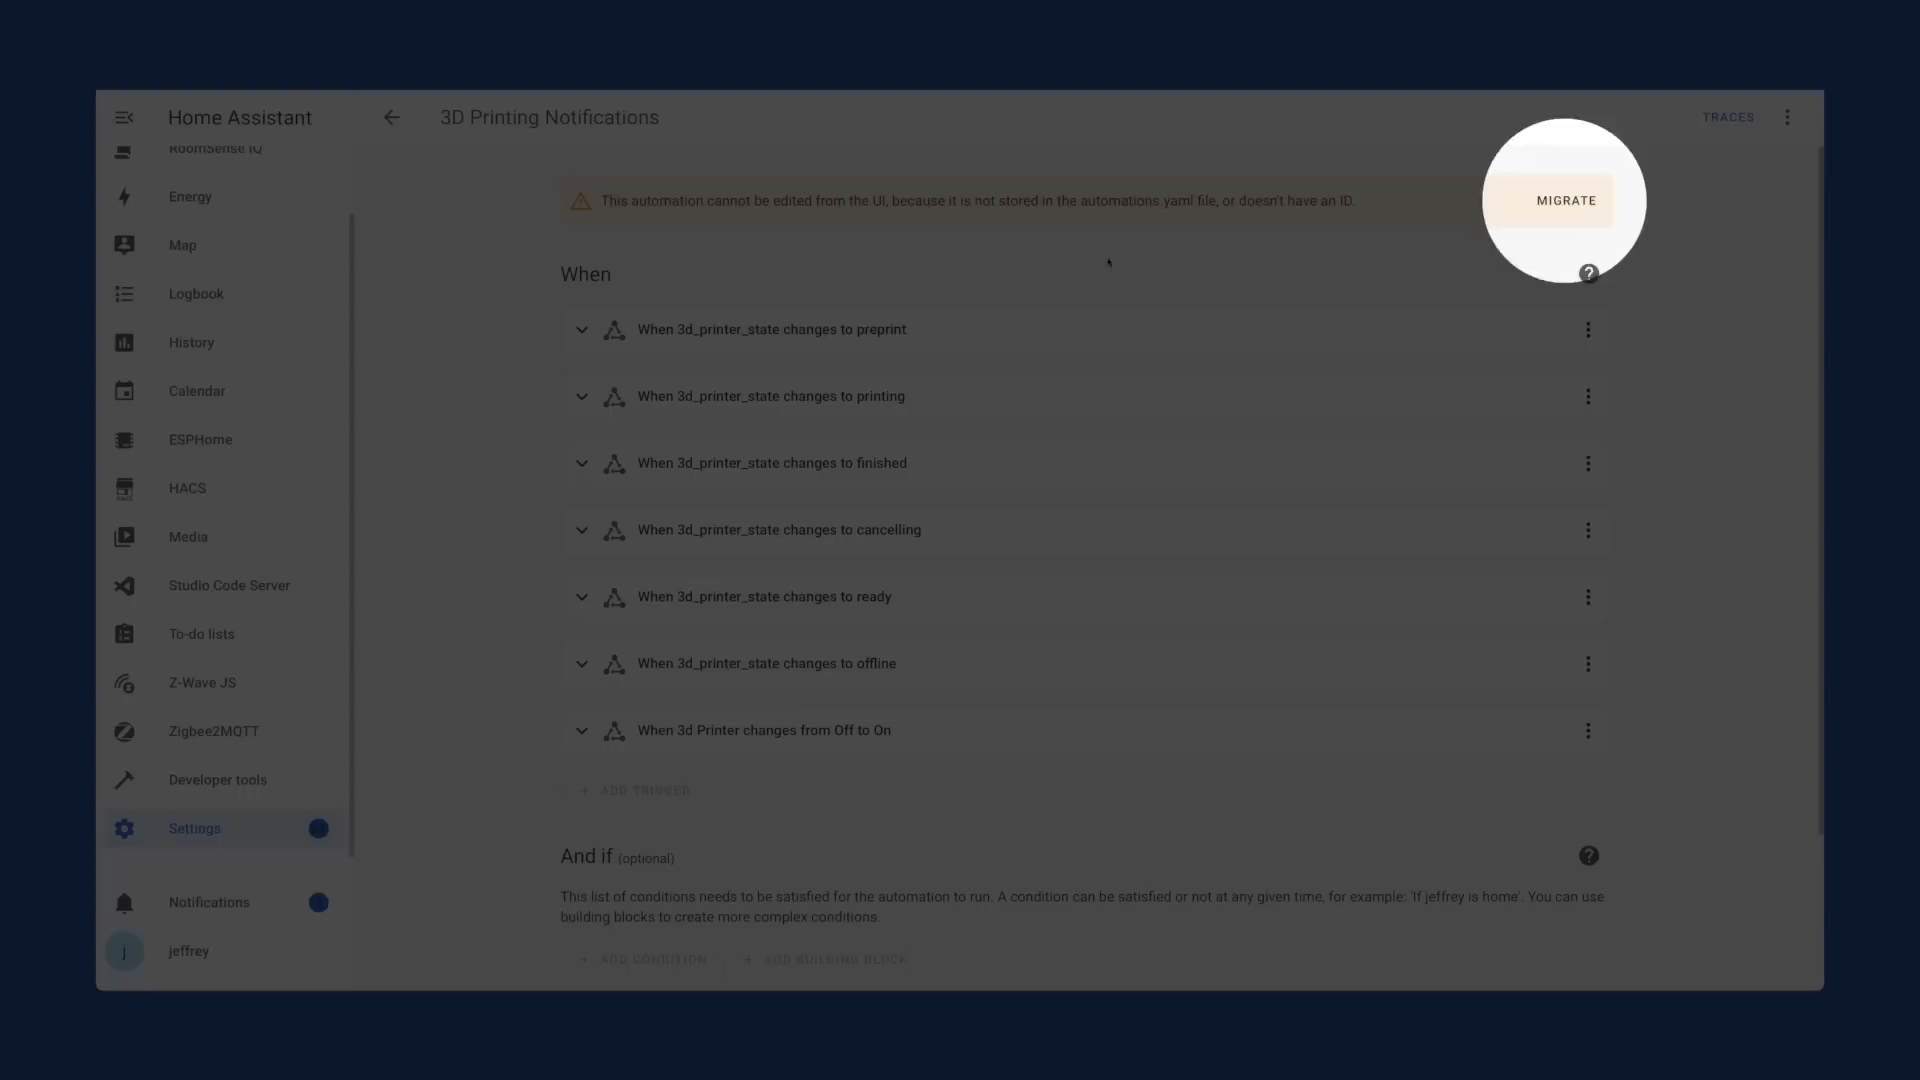 Home Assistant
3D Printing Notifications
TRACES
RoomSense IQ
Energy
Map
Logbook
History
Calendar
ESPHome
HACS
Media
Studio Code Server
To-do lists
Z-Wave JS
Zigbee2MQTT
Developer tools
Settings
Notifications
j
jeffrey
This automation cannot be edited from the UI, because it is not stored in the automations.yaml file, or doesn't have an ID.
MIGRATE
When
?
When 3d_printer_state changes to preprint
When 3d_printer_state changes to printing
When 3d_printer_state changes to finished
When 3d_printer_state changes to cancelling
When 3d_printer_state changes to ready
When 3d_printer_state changes to offline
When 3d Printer changes from Off to On
+ ADD TRIGGER
And if (optional)
?
This list of conditions needs to be satisfied for the automation to run. A condition can be satisfied or not at any given time, for example: 'If jeffrey is home'. You can use
building blocks to create more complex conditions.
+ ADD CONDITION
+ ADD BUILDING BLOCK